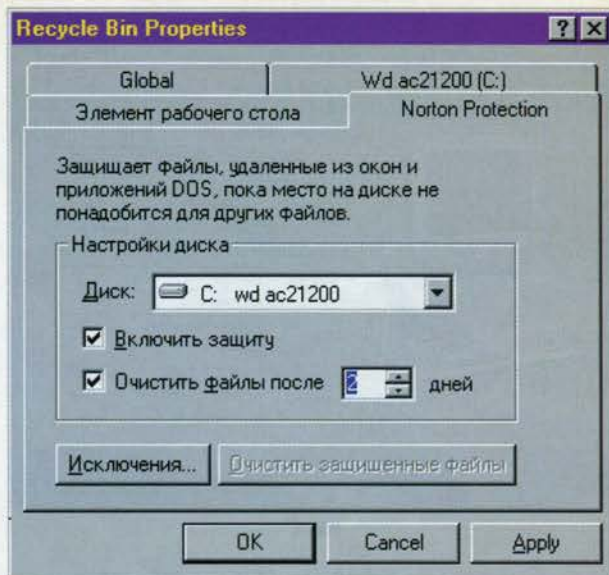 Recycle Bin Properties
Global
Wd ac21200 (C:)
Элемент рабочего стола
Norton Protection
Защищает файлы, удаленные из окон и
приложений DOS, пока место на диске не
понадобится для других файлов.
Настройки диска
Диск: C: wd ac21200
Включить защиту
Очистить файлы после 2 дней
Исключения... Очистить защищенные файлы
OK Cancel Apply